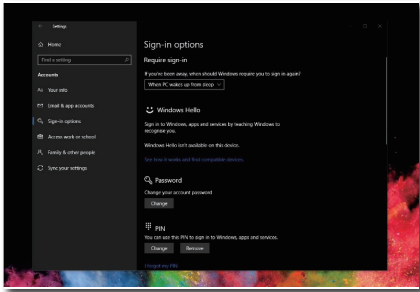 Settings
Home
Find a setting
Accounts
Your info
Email & app accounts
Sign-in options
Access work or school
Family & other people
Sync your settings
Sign-in options
Require sign-in
If you've been away, when should Windows require you to sign in again?
When PC wakes up from sleep
Windows Hello
Sign in to Windows, apps and services by teaching Windows to
recognize you.
Windows Hello isn't available on this device.
See how it works and find compatible devices.
Password
Change your account password
Change
PIN
You can use this PIN to sign in to Windows, apps and services.
Change Remove
I forgot my PIN